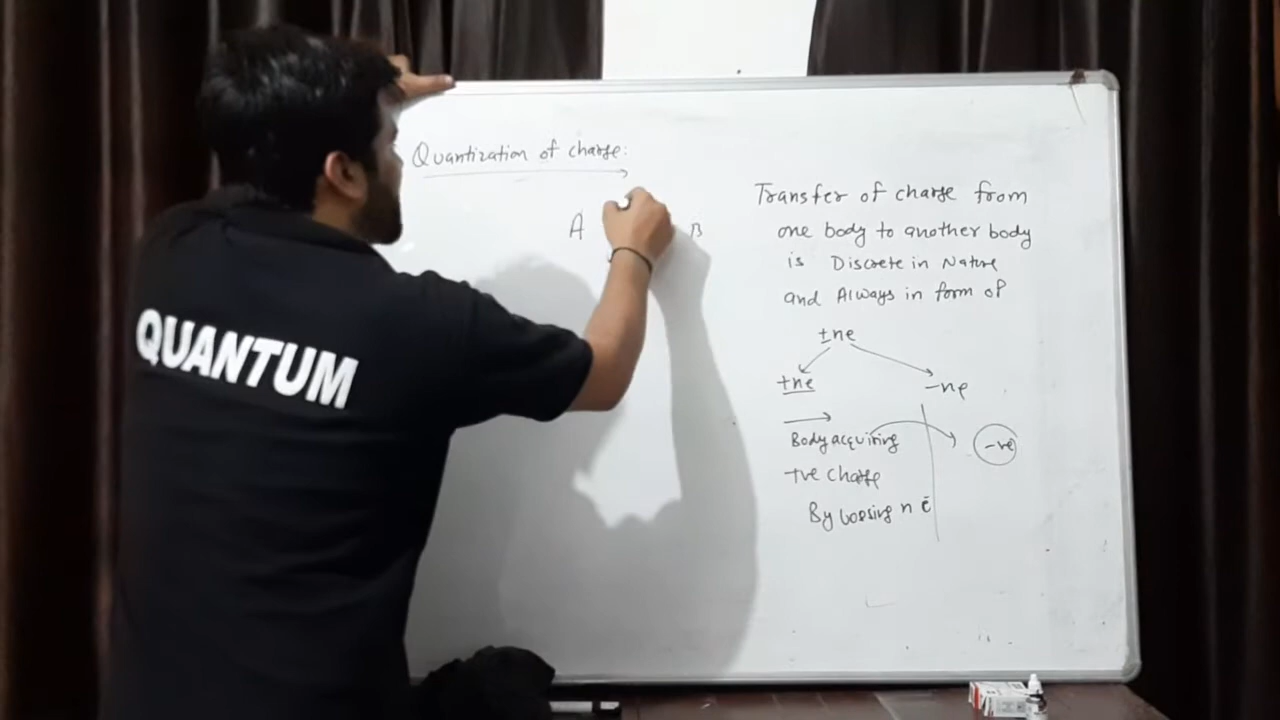 QUANTUM
Quantization of charge:
A B
Transfer of charge from
one body to another body
is Discrete in Nature
and Always in form of
±ne
+ne -ne
Body acquiring -ve
+ve charge
By loosing n ē